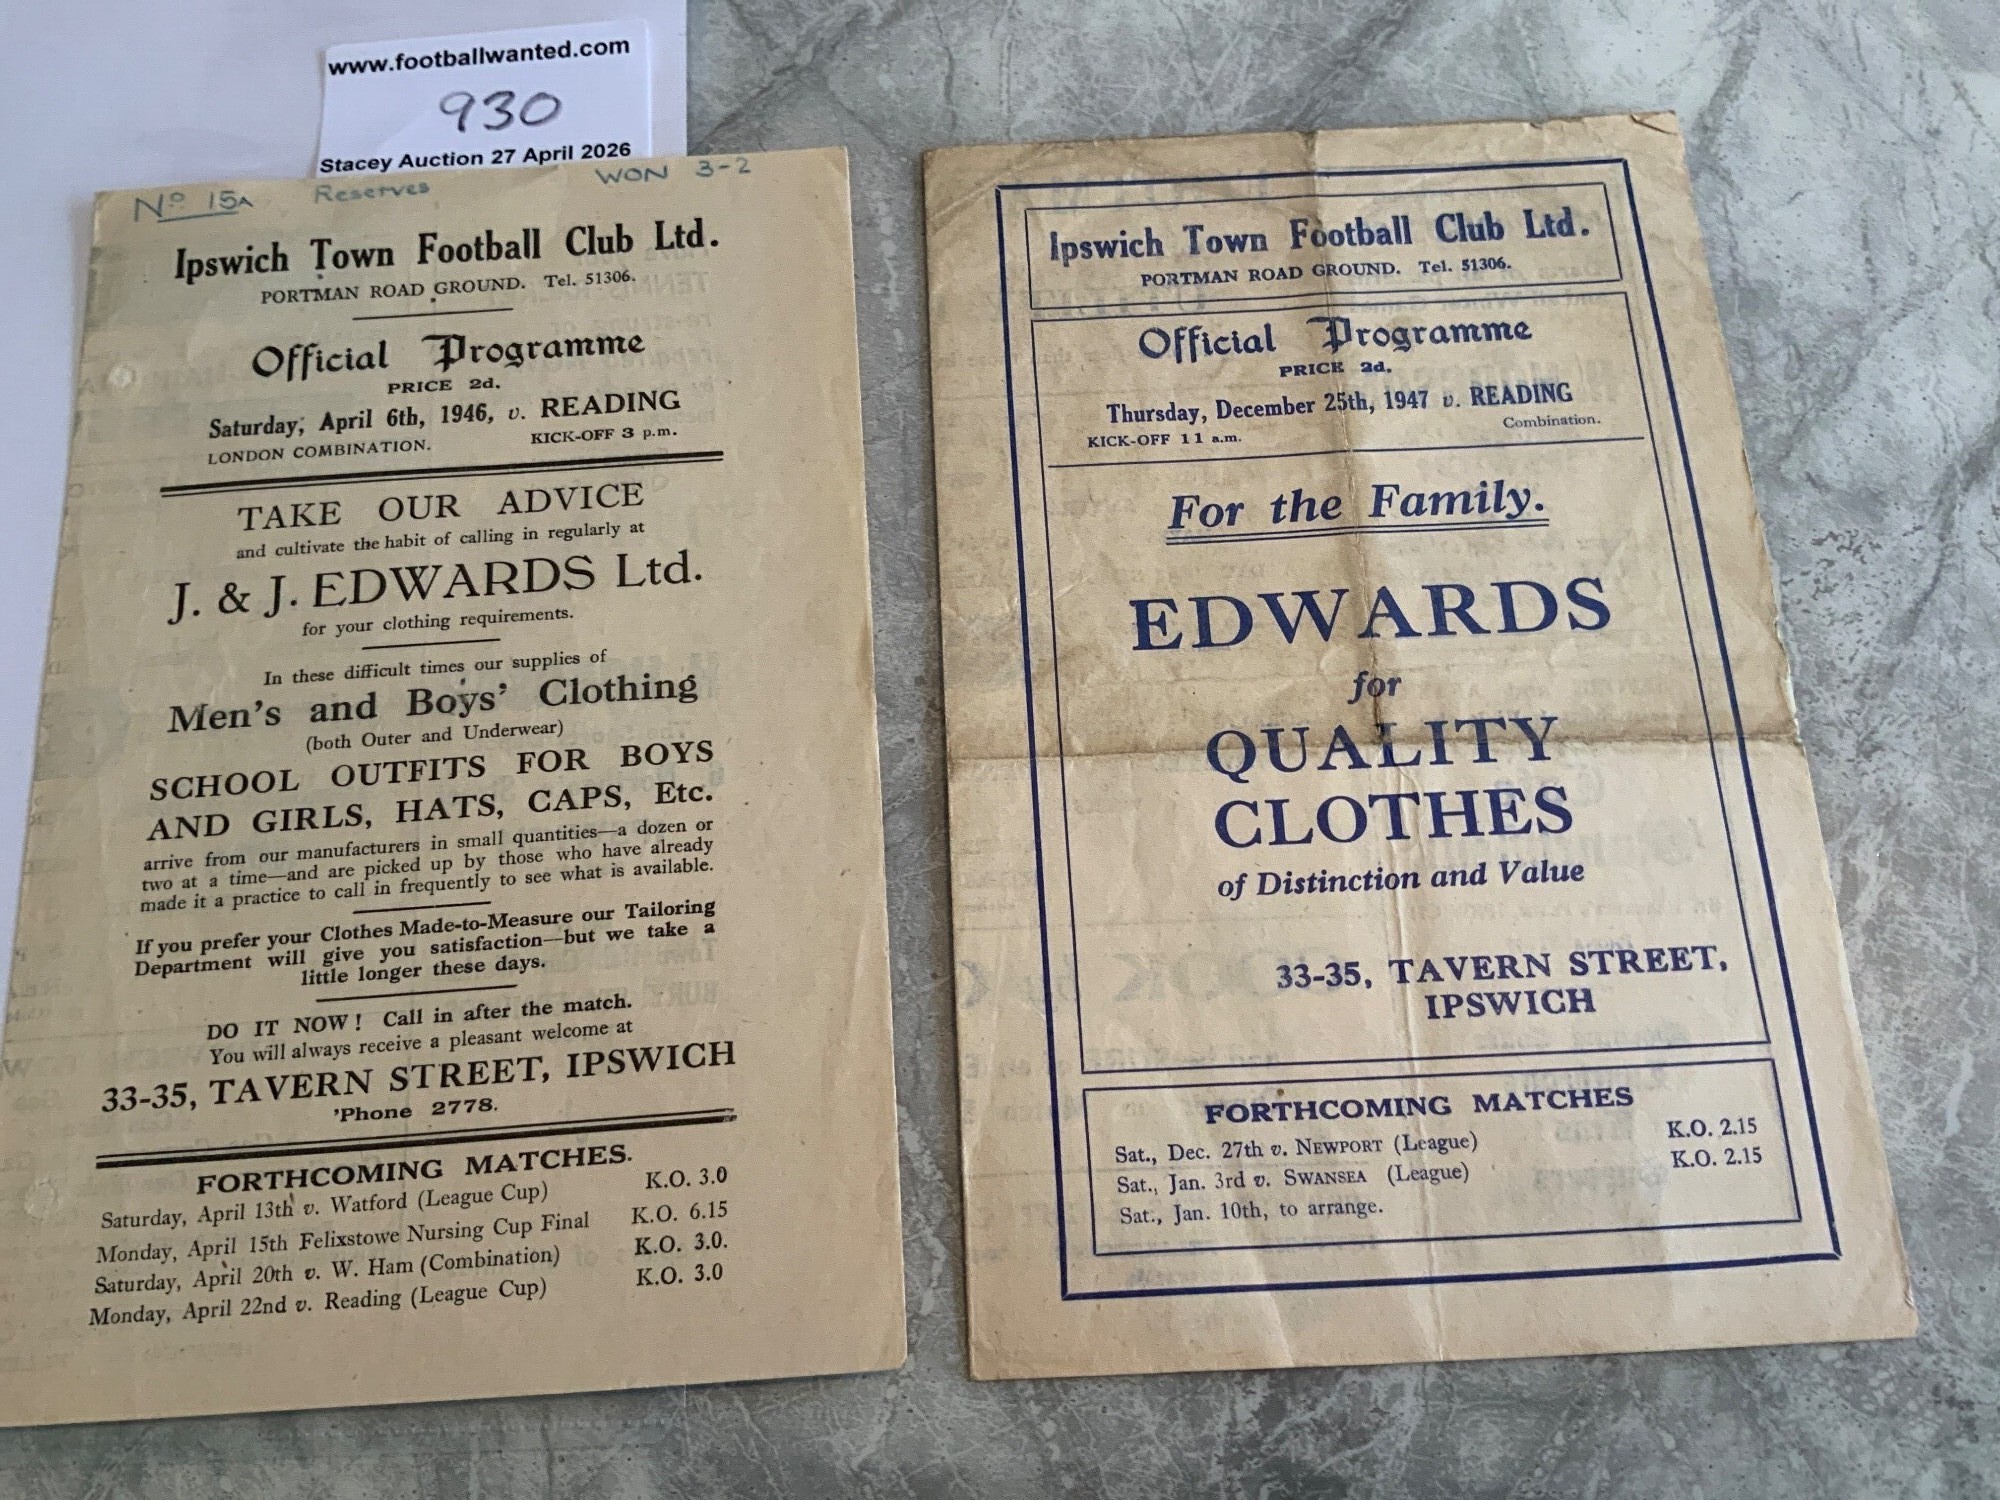 www.footballwanted.com
930
Stacey Auction 27 April 2026
No 15A Reserves WON 3-2
Ipswich Town Football Club Ltd.
PORTMAN ROAD GROUND. Tel. 51306.
Official Programme
PRICE 2d.
Saturday, April 6th, 1946, v. READING
LONDON COMBINATION. KICK-OFF 3 p.m.
TAKE OUR ADVICE
and cultivate the habit of calling in regularly at
J. & J. EDWARDS Ltd.
for your clothing requirements.
In these difficult times our supplies of
Men's and Boys' Clothing
(both Outer and Underwear)
SCHOOL OUTFITS FOR BOYS
AND GIRLS, HATS, CAPS, Etc.
arrive from our manufacturers in small quantities—a dozen or
two at a time—and are picked up by those who have already
made it a practice to call in frequently to see what is available.
If you prefer your Clothes Made-to-Measure our Tailoring
Department will give you satisfaction—but we take a
little longer these days.
DO IT NOW! Call in after the match.
You will always receive a pleasant welcome at
33-35, TAVERN STREET, IPSWICH
'Phone 2778.
FORTHCOMING MATCHES.
Saturday, April 13th v. Watford (League Cup) K.O. 3.0
Monday, April 15th Felixstowe Nursing Cup Final K.O. 6.15
Saturday, April 20th v. W. Ham (Combination) K.O. 3.0.
Monday, April 22nd v. Reading (League Cup) K.O. 3.0
Ipswich Town Football Club Ltd.
PORTMAN ROAD GROUND. Tel. 51306.
Official Programme
PRICE 2d.
Thursday, December 25th, 1947 v. READING
KICK-OFF 11 a.m. Combination.
For the Family.
EDWARDS
for
QUALITY
CLOTHES
of Distinction and Value
33-35, TAVERN STREET,
IPSWICH
FORTHCOMING MATCHES
Sat., Dec. 27th v. NEWPORT (League) K.O. 2.15
Sat., Jan. 3rd v. SWANSEA (League) K.O. 2.15
Sat., Jan. 10th, to arrange.